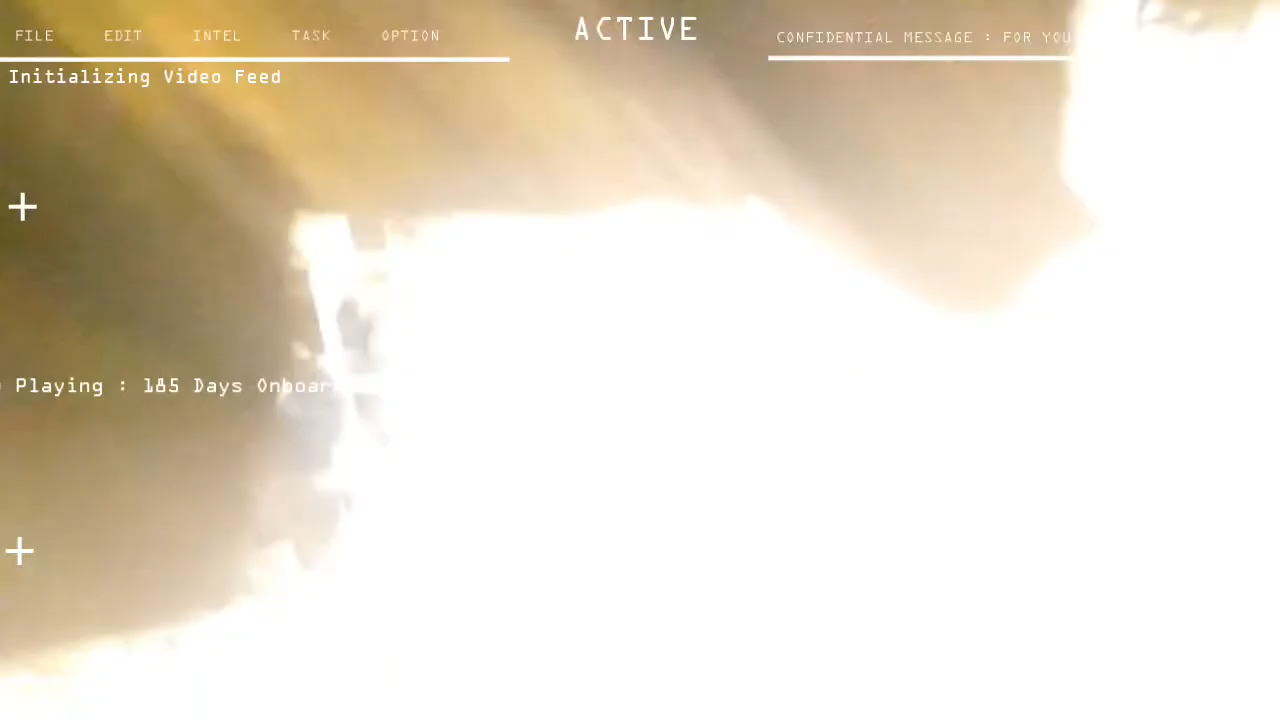 ACTIVE
FILE EDIT INTEL TASK OPTION
CONFIDENTIAL MESSAGE : FOR YOU
Initializing Video Feed
Playing : 185 Days